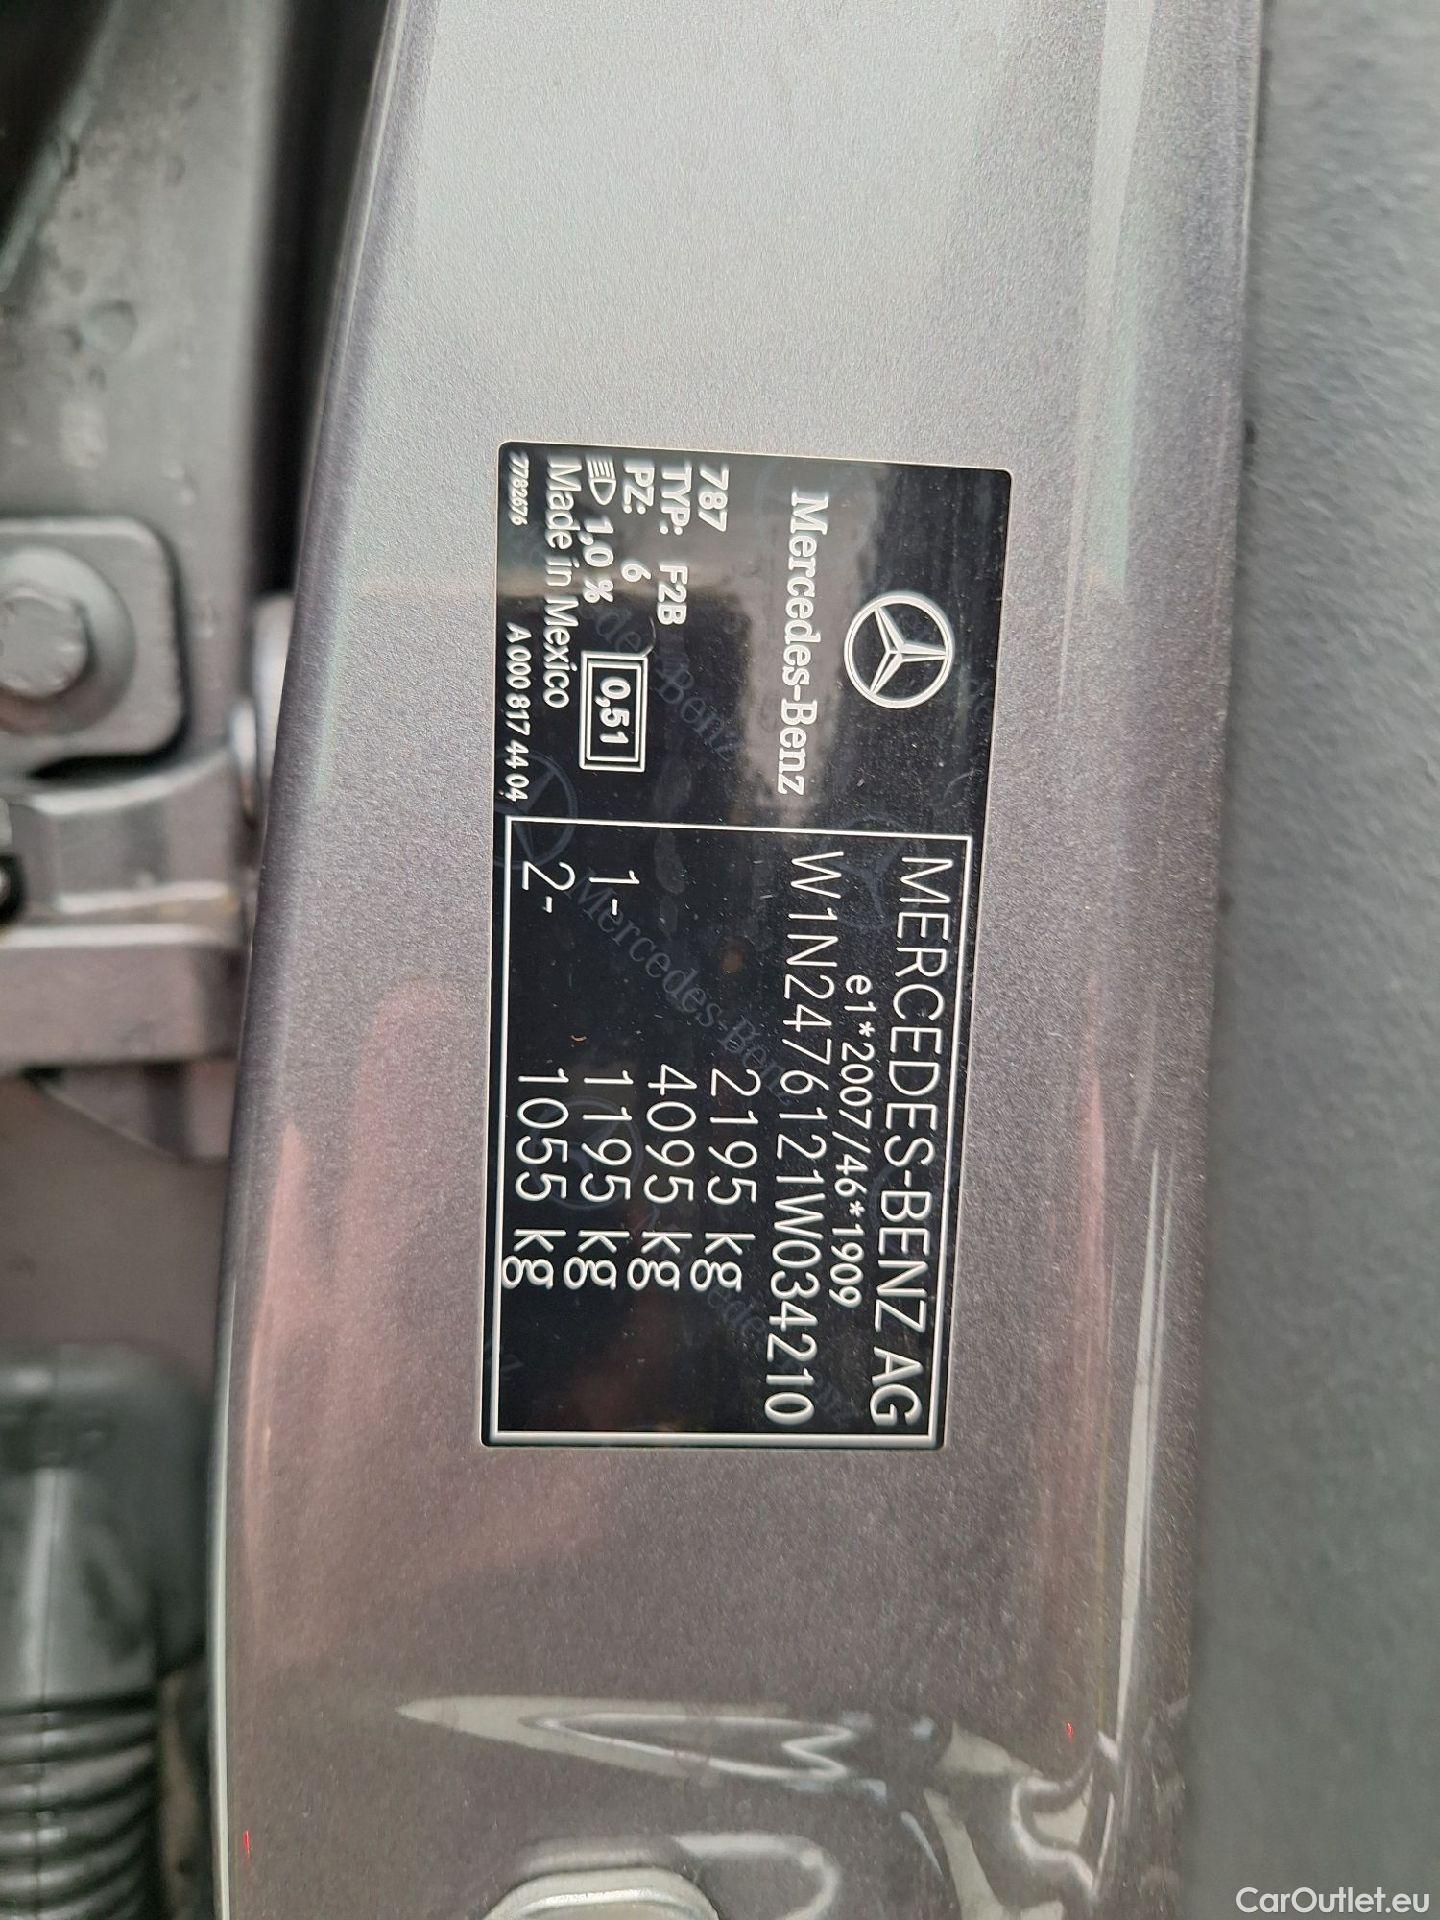 Mercedes-Benz
787
TYP: F2B
PZ: 6
1,0 %
0,51
Made in Mexico
7782676 A 000 817 44 04
MERCEDES-BENZ AG
e1*2007/46*1909
W1N2476121W034210
2195 kg
4095 kg
1- 1195 kg
2- 1055 kg
CarOutlet.eu